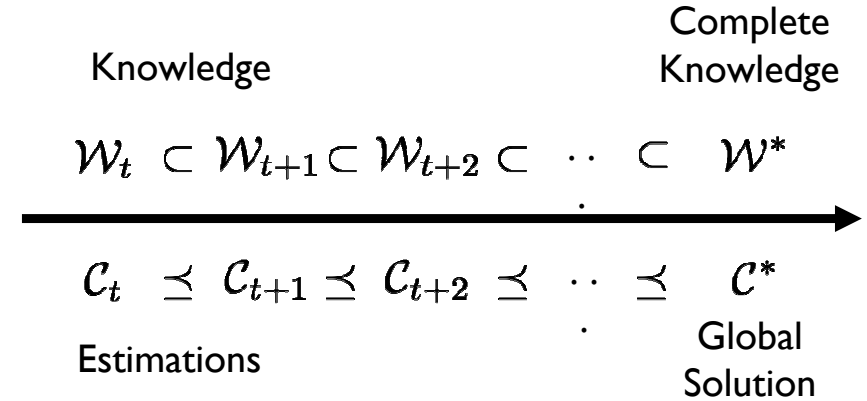 Knowledge
Complete
Knowledge
𝒲ₜ ⊂ 𝒲ₜ₊₁ ⊂ 𝒲ₜ₊₂ ⊂ ... ⊂ 𝒲*
𝒞ₜ ⪯ 𝒞ₜ₊₁ ⪯ 𝒞ₜ₊₂ ⪯ ... ⪯ 𝒞*
Estimations
Global
Solution